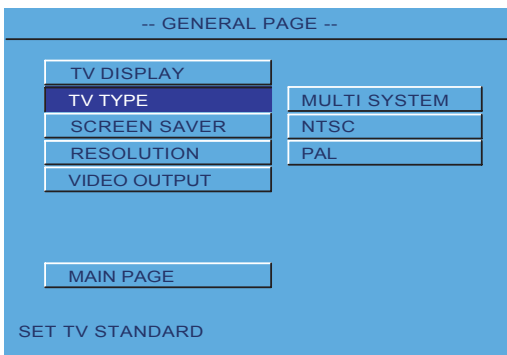 -- GENERAL PAGE --
TV DISPLAY
TV TYPE
MULTI SYSTEM
SCREEN SAVER
NTSC
RESOLUTION
PAL
VIDEO OUTPUT
MAIN PAGE
SET TV STANDARD